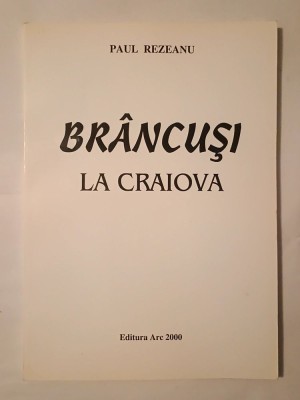 PAUL REZEANU
BRÂNCUŞI
LA CRAIOVA
Editura Arc 2000